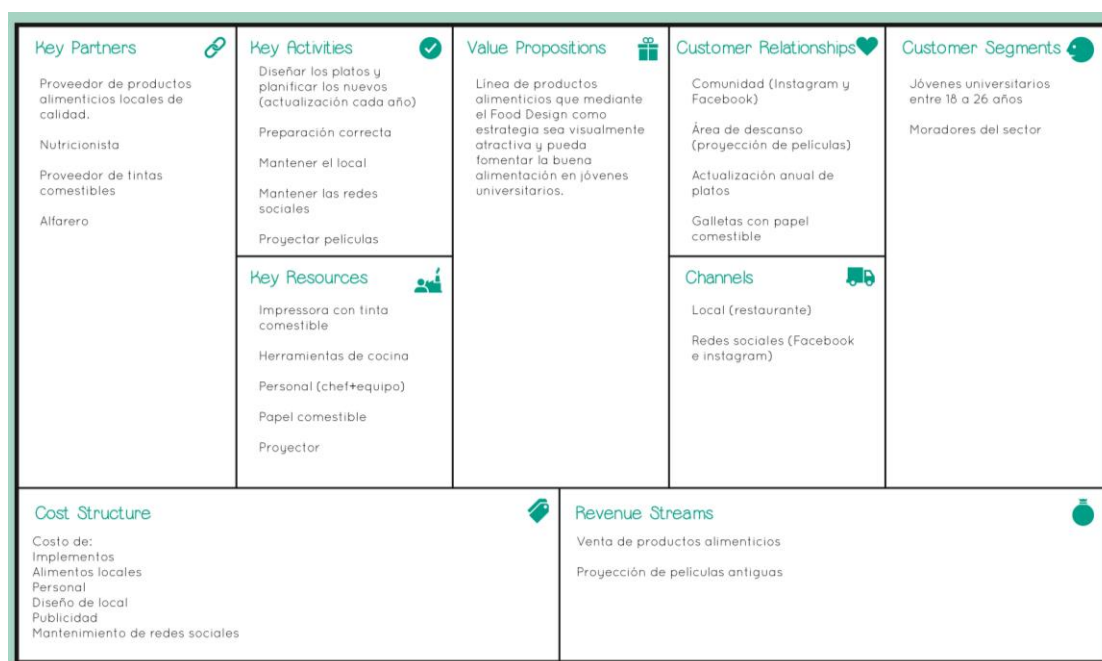 Key Partners
Proveedor de productos
alimenticios locales de
calidad.
Nutricionista
Proveedor de tintas
comestibles
Alfarero
Key Activities
Diseñar los platos y
planificar los nuevos
(actualización cada año)
Preparación correcta
Mantener el local
Mantener las redes
sociales
Proyectar películas
Key Resources
Impressora con tinta
comestible
Herramientas de cocina
Personal (chef+equipo)
Papel comestible
Proyector
Value Propositions
Línea de productos
alimenticios que mediante
el Food Design como
estrategia sea visualmente
atractiva y pueda
fomentar la buena
alimentación en jóvenes
universitarios.
Customer Relationships
Comunidad (Instagram y
Facebook)
Área de descanso
(proyección de películas)
Actualización anual de
platos
Galletas con papel
comestible
Channels
Local (restaurante)
Redes sociales (Facebook
e instagram)
Customer Segments
Jóvenes universitarios
entre 18 a 26 años
Moradores del sector
Cost Structure
Costo de:
Implementos
Alimentos locales
Personal
Diseño de local
Publicidad
Mantenimiento de redes sociales
Revenue Streams
Venta de productos alimenticios
Proyección de películas antiguas